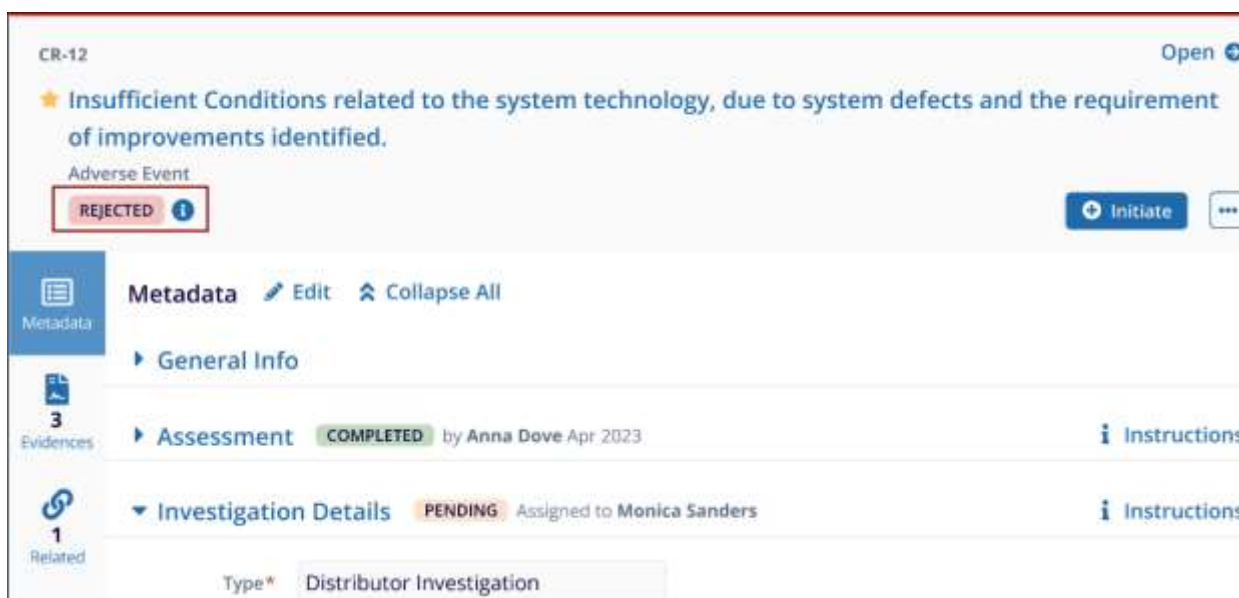 CR-12
Open
Insufficient Conditions related to the system technology, due to system defects and the requirement
of improvements identified.
Adverse Event
REJECTED
Initiate
Metadata
Metadata Edit Collapse All
General Info
3
Evidences
Assessment COMPLETED by Anna Dove Apr 2023 Instructions
Investigation Details PENDING Assigned to Monica Sanders Instructions
1
Related
Type* Distributor Investigation